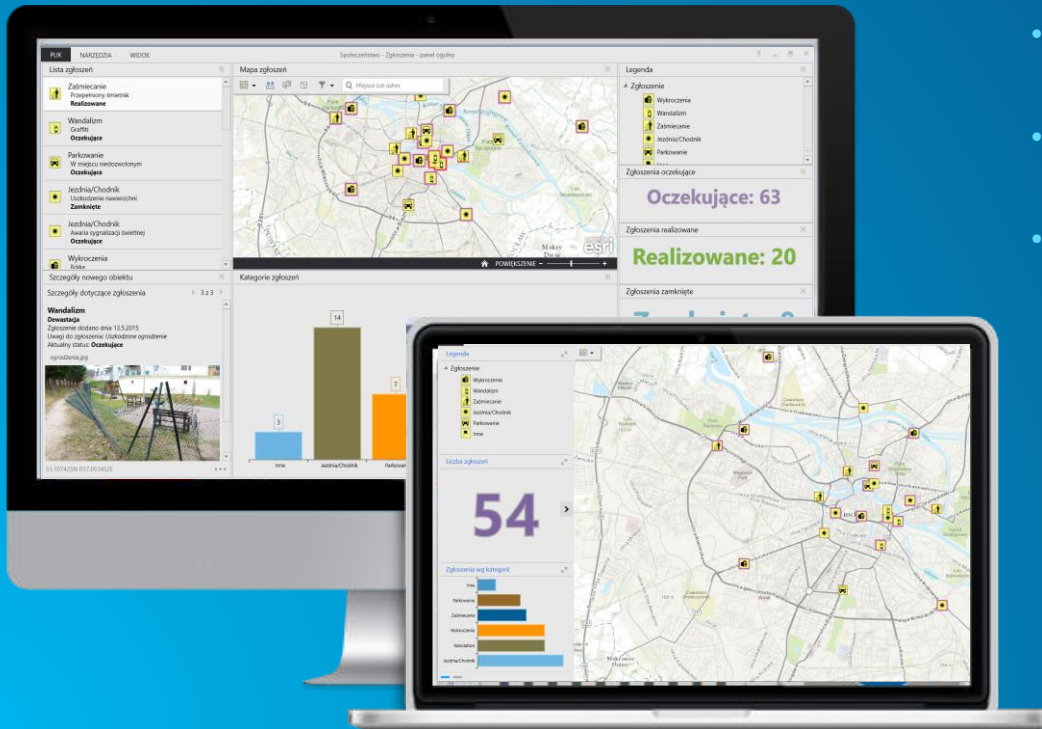 PLIK NARZĘDZIA WIDOK
Społeczeństwo - Zgłoszenia - panel ogólny
Lista zgłoszeń
Zaśmiecanie
Przepełniony śmietnik
Realizowane
Wandalizm
Graffiti
Oczekujące
Parkowanie
W miejscu niedozwolonym
Oczekujące
Jezdnia/Chodnik
Uszkodzenie nawierzchni
Zamknięte
Jezdnia/Chodnik
Awaria sygnalizacji świetlnej
Oczekujące
Wykroczenia
Bójka
Szczegóły nowego obiektu
Szczegóły dotyczące zgłoszenia
3 z 3
Wandalizm
Dewastacja
Zgłoszenie dodano dnia 13.5.2015
Uwagi do zgłoszenia: Uszkodzone ogrodzenie
Aktualny status: Oczekujące
ogrodzenia.jpg
Mapa zgłoszeń
Miejsce lub adres
esri
POWIĘKSZENIE
Kategorie zgłoszeń
14
7
3
Inne
Jezdnia/Chodnik
Legenda
Zgłoszenie
Wykroczenia
Wandalizm
Zaśmiecanie
Jezdnia/Chodnik
Parkowanie
Zgłoszenia oczekujące
Oczekujące: 63
Zgłoszenia realizowane
Realizowane: 20
Zgłoszenia zamknięte
Legenda
Zgłoszenie
Wykroczenia
Wandalizm
Zaśmiecanie
Jezdnia/Chodnik
Parkowanie
Inne
Liczba zgłoszeń
54
Zgłoszenia wg kategorii
Inne
Parkowanie
Zaśmiecanie
Wykroczenia
Wandalizm
Jezdnia/Chodnik